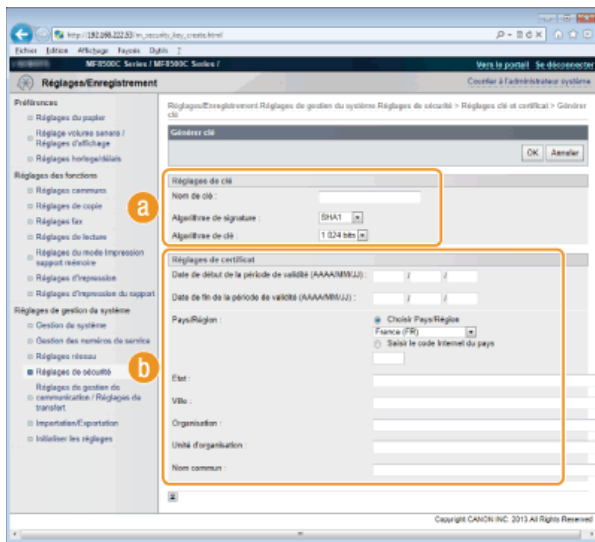 http://192.168.222.53/m_security_key_create.html
Fichier Edition Affichage Favoris Outils ?
MF8500C Series / MF8500C Series /
Vers le portail Se déconnecter
Réglages/Enregistrement
Courrier à l'administrateur système
Préférences
Réglages du papier
Réglage volume sonore /
Réglages d'affichage
Réglages horloge/délais
Réglages des fonctions
Réglages communs
Réglages de copie
Réglages fax
Réglages de lecture
Réglages du mode Impression
support mémoire
Réglages d'impression
Réglages d'impression du rapport
Réglages de gestion du système
Gestion du système
Gestion des numéros de service
Réglages réseau
Réglages de sécurité
Réglages de gestion de
communication / Réglages de
transfert
Importation/Exportation
Initialiser les réglages
Réglages/Enregistrement:Réglages de gestion du système:Réglages de sécurité > Réglages clé et certificat > Générer
clé
Générer clé
OK Annuler
a
Réglages de clé
Nom de clé :
Algorithme de signature : SHA1
Algorithme de clé : 1 024 bits
b
Réglages de certificat
Date de début de la période de validité (AAAA/MM/JJ) : / /
Date de fin de la période de validité (AAAA/MM/JJ) : / /
Pays/Région : Choisir Pays/Région
France (FR)
Saisir le code Internet du pays
Etat :
Ville :
Organisation :
Unité d'organisation :
Nom commun :
Copyright CANON INC. 2013 All Rights Reserved